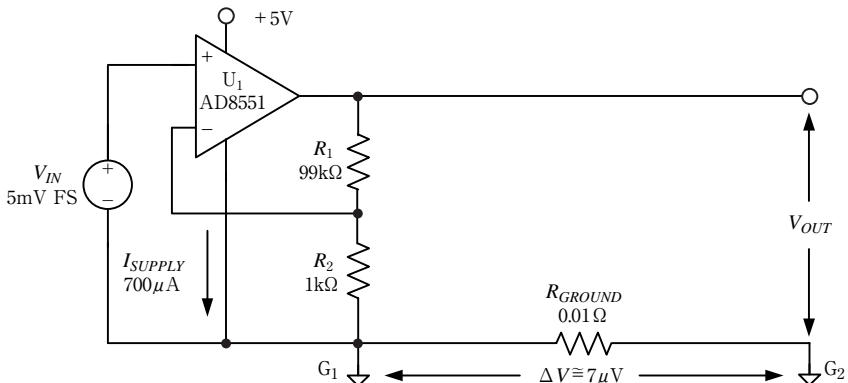 +5V
+
U1
AD8551
−
VIN
5mV FS
+
−
R1
99kΩ
ISUPPLY
700μA
R2
1kΩ
RGROUND
0.01Ω
VOUT
G1
ΔV≅7μV
G2